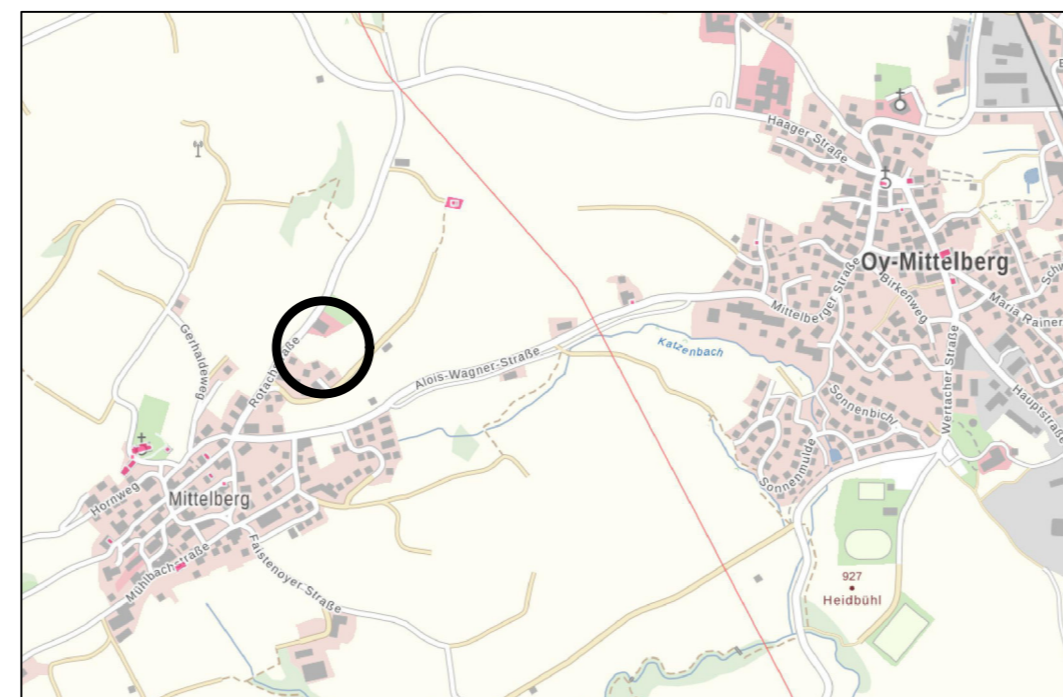 Haager Straße
Oy-Mittelberg
Mittelberger Straße
Birkenweg
Maria Rainer
Katzenbach
Gerhaldeweg
Alois-Wagner-Straße
Wertacher Straße
Hauptstraße
Sonnenbichl
Sonnenmulde
Hornweg
Mittelberg
Mühlbachstraße
Faistenoyer Straße
927
Heidbühl